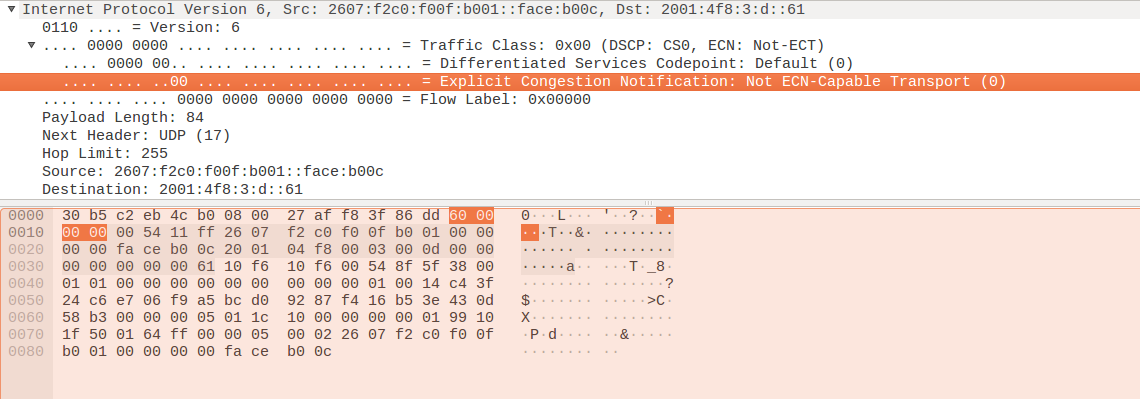 Internet Protocol Version 6, Src: 2607:f2c0:f00f:b001::face:b00c, Dst: 2001:4f8:3:d::61
0110 .... = Version: 6
.... 0000 0000 .... .... .... .... .... = Traffic Class: 0x00 (DSCP: CS0, ECN: Not-ECT)
.... 0000 00.. .... .... .... .... .... = Differentiated Services Codepoint: Default (0)
.... .... ..00 .... .... .... .... .... = Explicit Congestion Notification: Not ECN-Capable Transport (0)
.... .... .... 0000 0000 0000 0000 0000 = Flow Label: 0x00000
Payload Length: 84
Next Header: UDP (17)
Hop Limit: 255
Source: 2607:f2c0:f00f:b001::face:b00c
Destination: 2001:4f8:3:d::61
0000 30 b5 c2 eb 4c b0 08 00 27 af f8 3f 86 dd 60 00 0···L··· '··?··`·
0010 00 00 00 54 11 ff 26 07 f2 c0 f0 0f b0 01 00 00 ···T··&· ········
0020 00 00 fa ce b0 0c 20 01 04 f8 00 03 00 0d 00 00 ······ · ········
0030 00 00 00 00 00 61 10 f6 10 f6 00 54 8f 5f 38 00 ·····a·· ···T·_8·
0040 01 01 00 00 00 00 00 00 00 00 00 01 00 14 c4 3f ········ ·······?
0050 24 c6 e7 06 f9 a5 bc d0 92 87 f4 16 b5 3e 43 0d $······· ·····>C·
0060 58 b3 00 00 00 05 01 1c 10 00 00 00 00 01 99 10 X······· ········
0070 1f 50 01 64 ff 00 00 05 00 02 26 07 f2 c0 f0 0f ·P·d···· ··&·····
0080 b0 01 00 00 00 00 fa ce b0 0c ········ ··